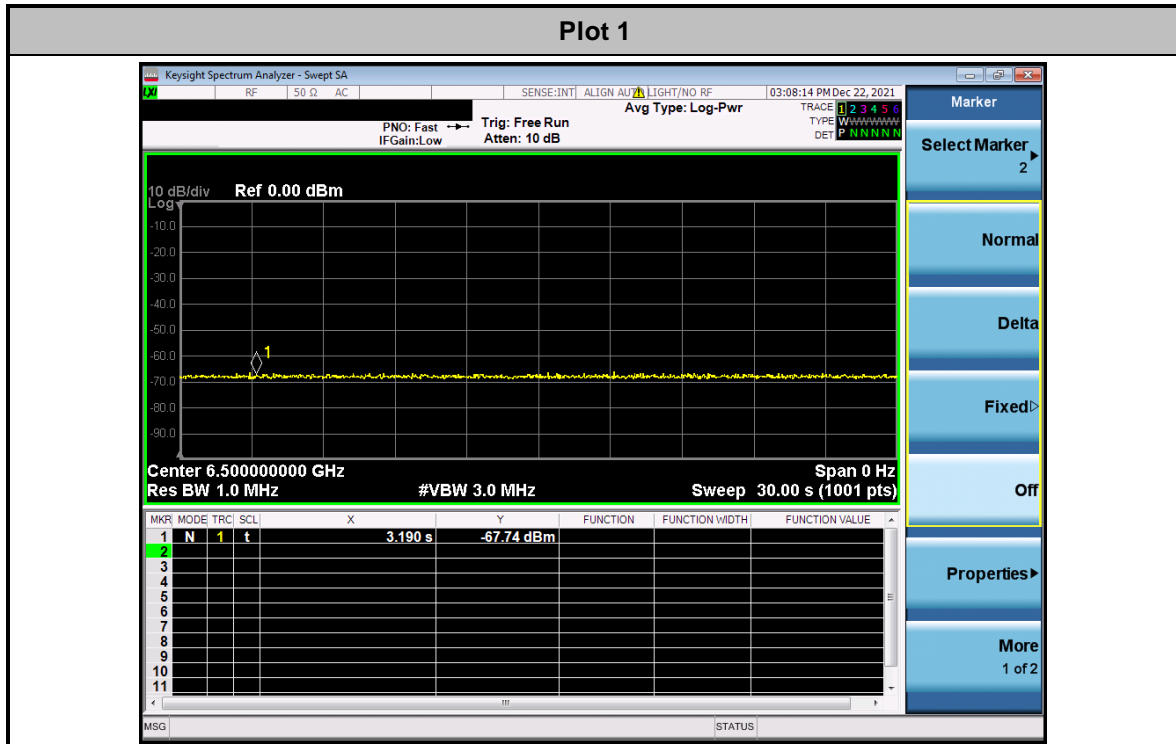 Plot 1
Keysight Spectrum Analyzer - Swept SA
LXI RF 50 Ω AC SENSE:INT ALIGN AUTO LIGHT/NO RF 03:08:14 PM Dec 22, 2021
PNO: Fast
IFGain:Low
Trig: Free Run
Atten: 10 dB
Avg Type: Log-Pwr
TRACE 1 2 3 4 5 6
TYPE WWWWWW
DET P N N N N N
10 dB/div Ref 0.00 dBm
Log
-10.0
-20.0
-30.0
-40.0
-50.0
-60.0
-70.0
-80.0
-90.0
1
Center 6.500000000 GHz Span 0 Hz
Res BW 1.0 MHz #VBW 3.0 MHz Sweep 30.00 s (1001 pts)
MKR MODE TRC SCL X Y FUNCTION FUNCTION WIDTH FUNCTION VALUE
1 N 1 t 3.190 s -67.74 dBm
2
3
4
5
6
7
8
9
10
11
MSG STATUS
Marker
Select Marker
2
Normal
Delta
Fixed
Off
Properties
More
1 of 2